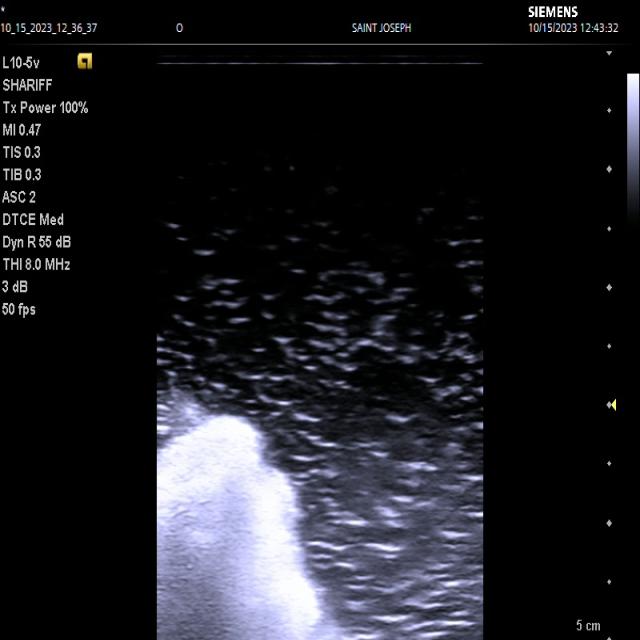 *
SIEMENS
10_15_2023_12_36_37 O SAINT JOSEPH 10/15/2023 12:43:32
L10-5v
SHARIFF
Tx Power 100%
MI 0.47
TIS 0.3
TIB 0.3
ASC 2
DTCE Med
Dyn R 55 dB
THI 8.0 MHz
3 dB
50 fps
5 cm